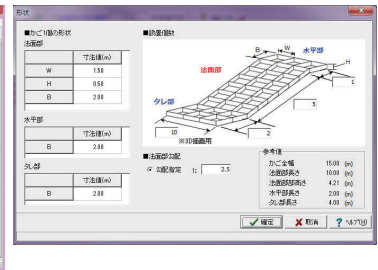 形状
■かご1個の形状
法面部
寸法値(m)
W 1.50
H 0.50
B 2.00
水平部
寸法値(m)
B 2.00
タレ部
寸法値(m)
B 2.00
■設置個数
B W 水平部
H
法面部
1
タレ部
5
10
2
※3D描画用
■法面部勾配
勾配指定 1: 2.5
参考値
かご全幅 15.00 (m)
法面部長さ 10.00 (m)
法面部高さ 4.21 (m)
水平部長さ 2.00 (m)
タレ部長さ 4.00 (m)
確定
取消
? ヘルプ(H)